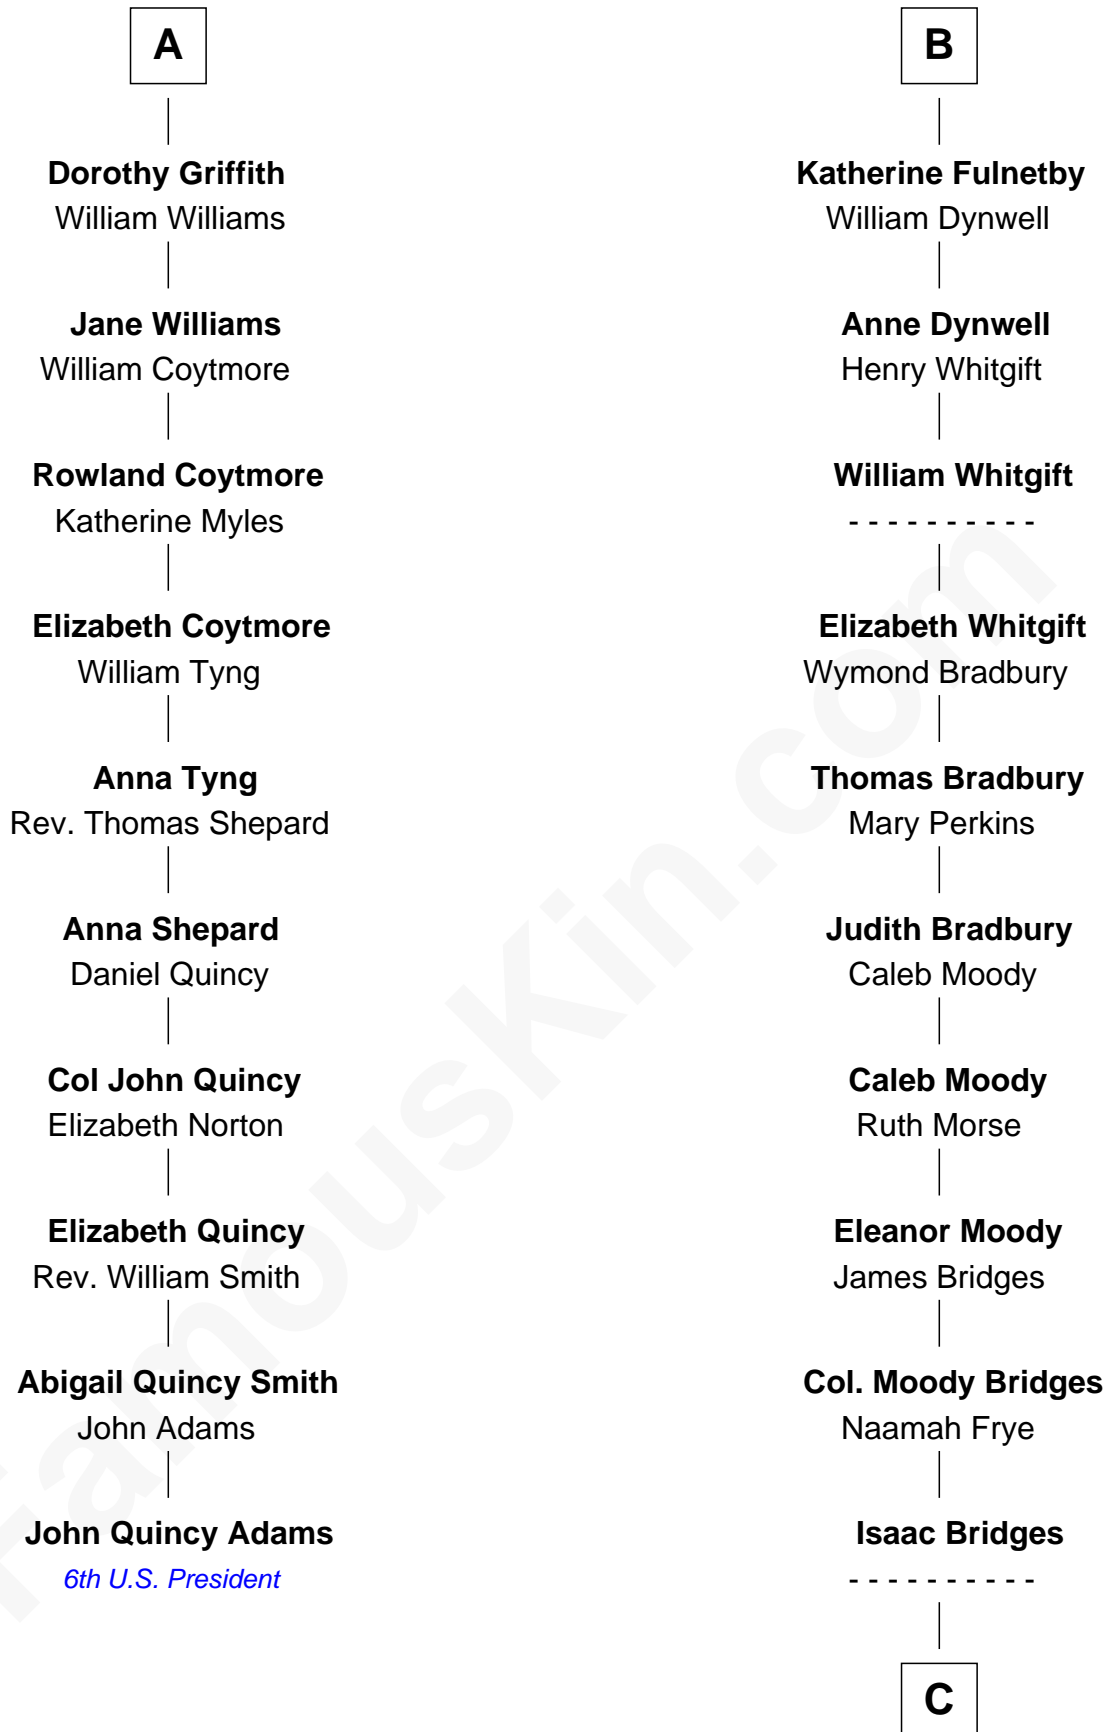 A
Dorothy Griffith
William Williams
Jane Williams
William Coytmore
Rowland Coytmore
Katherine Myles
Elizabeth Coytmore
William Tyng
Anna Tyng
Rev. Thomas Shepard
Anna Shepard
Daniel Quincy
Col John Quincy
Elizabeth Norton
Elizabeth Quincy
Rev. William Smith
Abigail Quincy Smith
John Adams
John Quincy Adams
6th U.S. President
B
Katherine Fulnetby
William Dynwell
Anne Dynwell
Henry Whitgift
William Whitgift
- - - - - - - - - -
Elizabeth Whitgift
Wymond Bradbury
Thomas Bradbury
Mary Perkins
Judith Bradbury
Caleb Moody
Caleb Moody
Ruth Morse
Eleanor Moody
James Bridges
Col. Moody Bridges
Naamah Frye
Isaac Bridges
- - - - - - - - - -
C
FamousKin.com